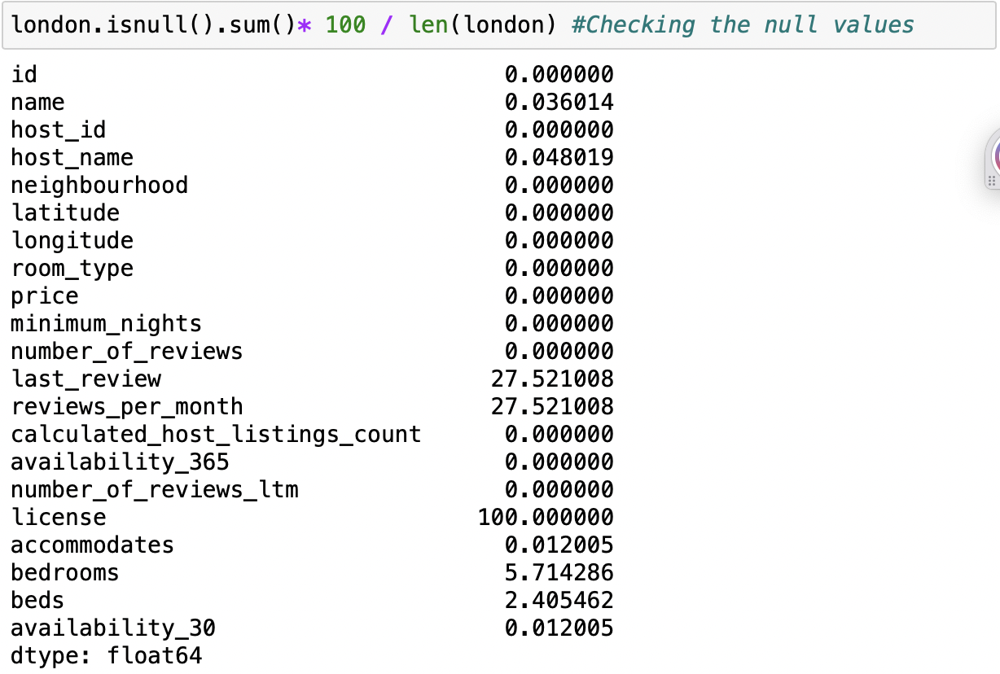 london.isnull().sum()* 100 / len(london) #Checking the null values
id 0.000000
name 0.036014
host_id 0.000000
host_name 0.048019
neighbourhood 0.000000
latitude 0.000000
longitude 0.000000
room_type 0.000000
price 0.000000
minimum_nights 0.000000
number_of_reviews 0.000000
last_review 27.521008
reviews_per_month 27.521008
calculated_host_listings_count 0.000000
availability_365 0.000000
number_of_reviews_ltm 0.000000
license 100.000000
accommodates 0.012005
bedrooms 5.714286
beds 2.405462
availability_30 0.012005
dtype: float64